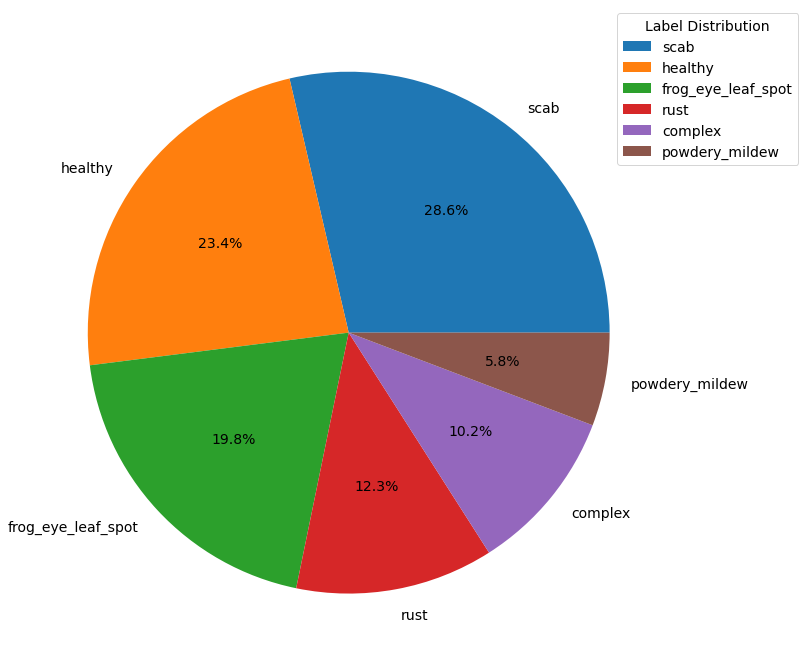 Label Distribution
scab
healthy
frog_eye_leaf_spot
rust
complex
powdery_mildew
scab
28.6%
healthy
23.4%
frog_eye_leaf_spot
19.8%
rust
12.3%
complex
10.2%
powdery_mildew
5.8%